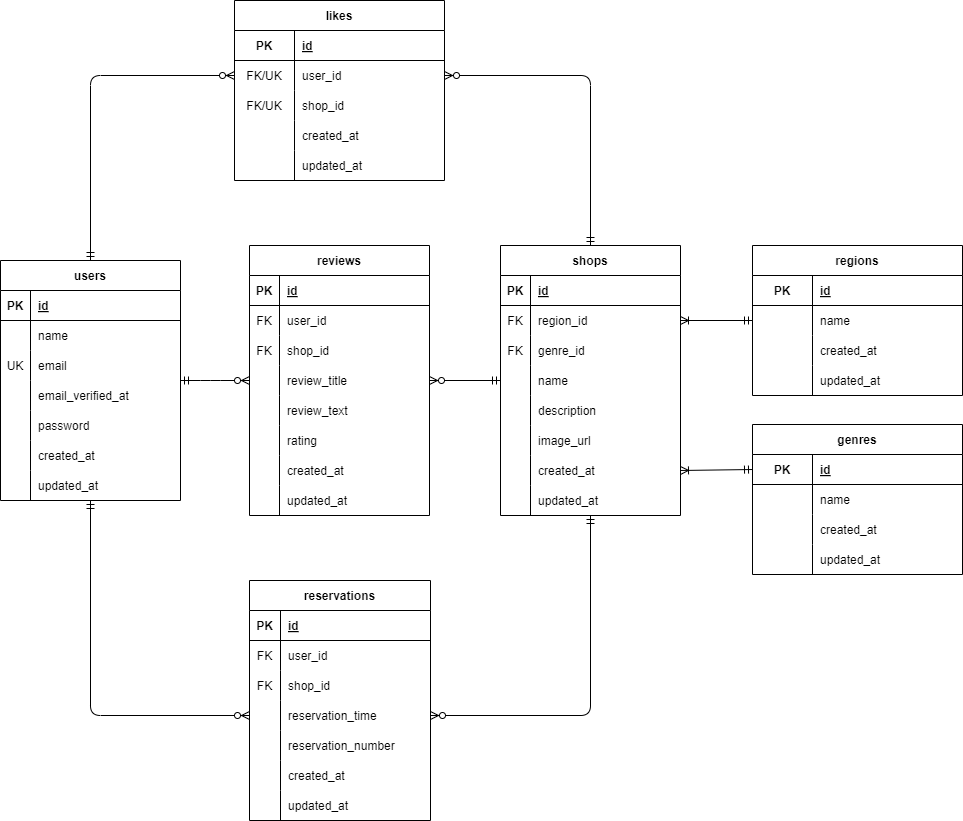 likes
PK id
FK/UK user_id
FK/UK shop_id
created_at
updated_at
users
PK id
name
UK email
email_verified_at
password
created_at
updated_at
reviews
PK id
FK user_id
FK shop_id
review_title
review_text
rating
created_at
updated_at
shops
PK id
FK region_id
FK genre_id
name
description
image_url
created_at
updated_at
regions
PK id
name
created_at
updated_at
genres
PK id
name
created_at
updated_at
reservations
PK id
FK user_id
FK shop_id
reservation_time
reservation_number
created_at
updated_at